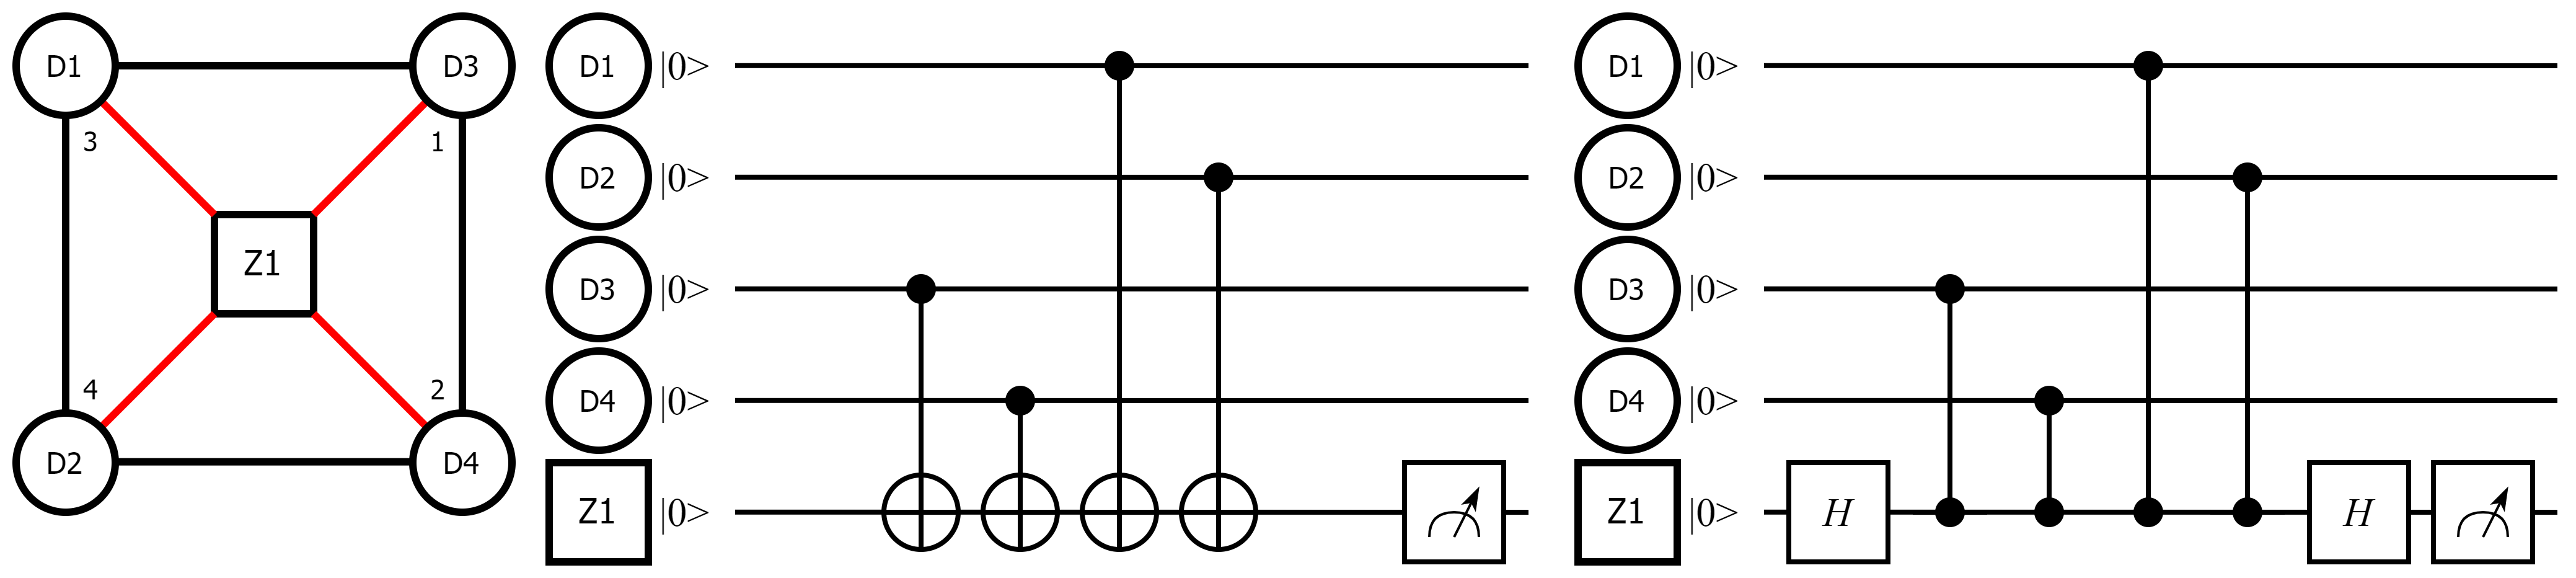 D1 D3
3 1
Z1
4 2
D2 D4
D1 |0>
D2 |0>
D3 |0>
D4 |0>
Z1 |0>
D1 |0>
D2 |0>
D3 |0>
D4 |0>
Z1 |0> H H